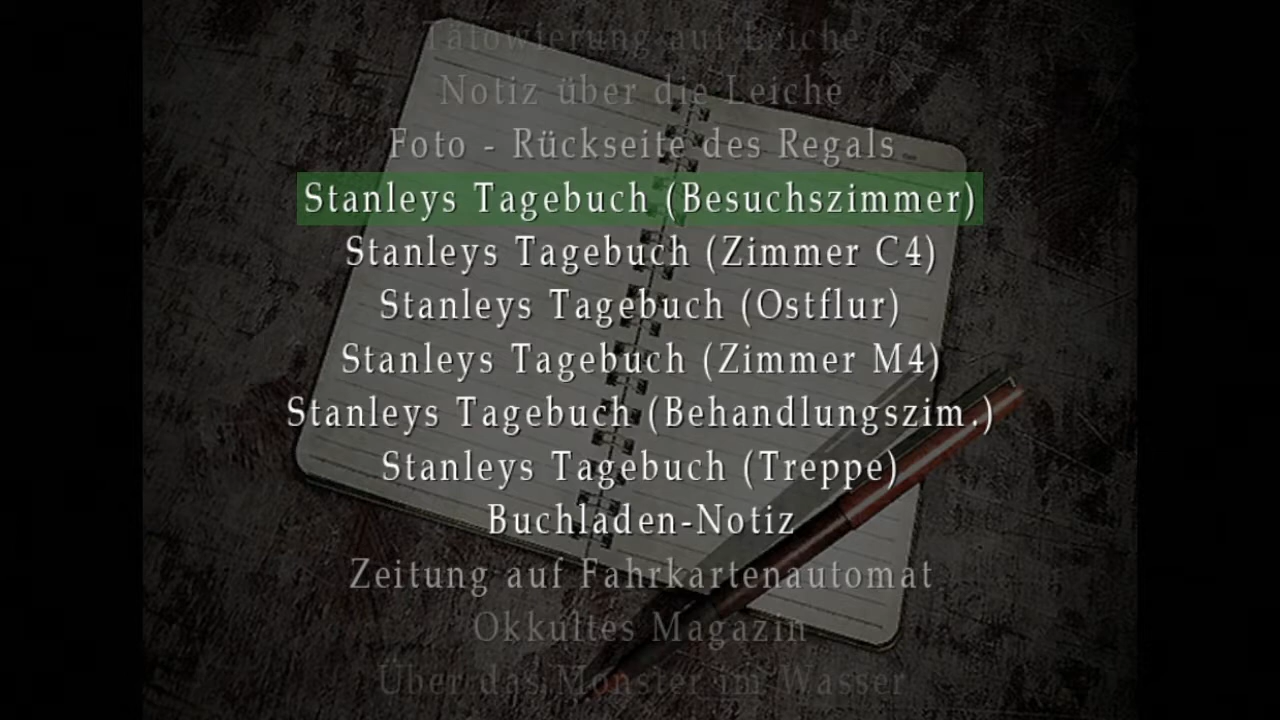 Tätowierung auf Leiche
Notiz über die Leiche
Foto - Rückseite des Regals
Stanleys Tagebuch (Besuchszimmer)
Stanleys Tagebuch (Zimmer C4)
Stanleys Tagebuch (Ostflur)
Stanleys Tagebuch (Zimmer M4)
Stanleys Tagebuch (Behandlungszim.)
Stanleys Tagebuch (Treppe)
Buchladen-Notiz
Zeitung auf Fahrkartenautomat
Okkultes Magazin
Über das Monster im Wasser